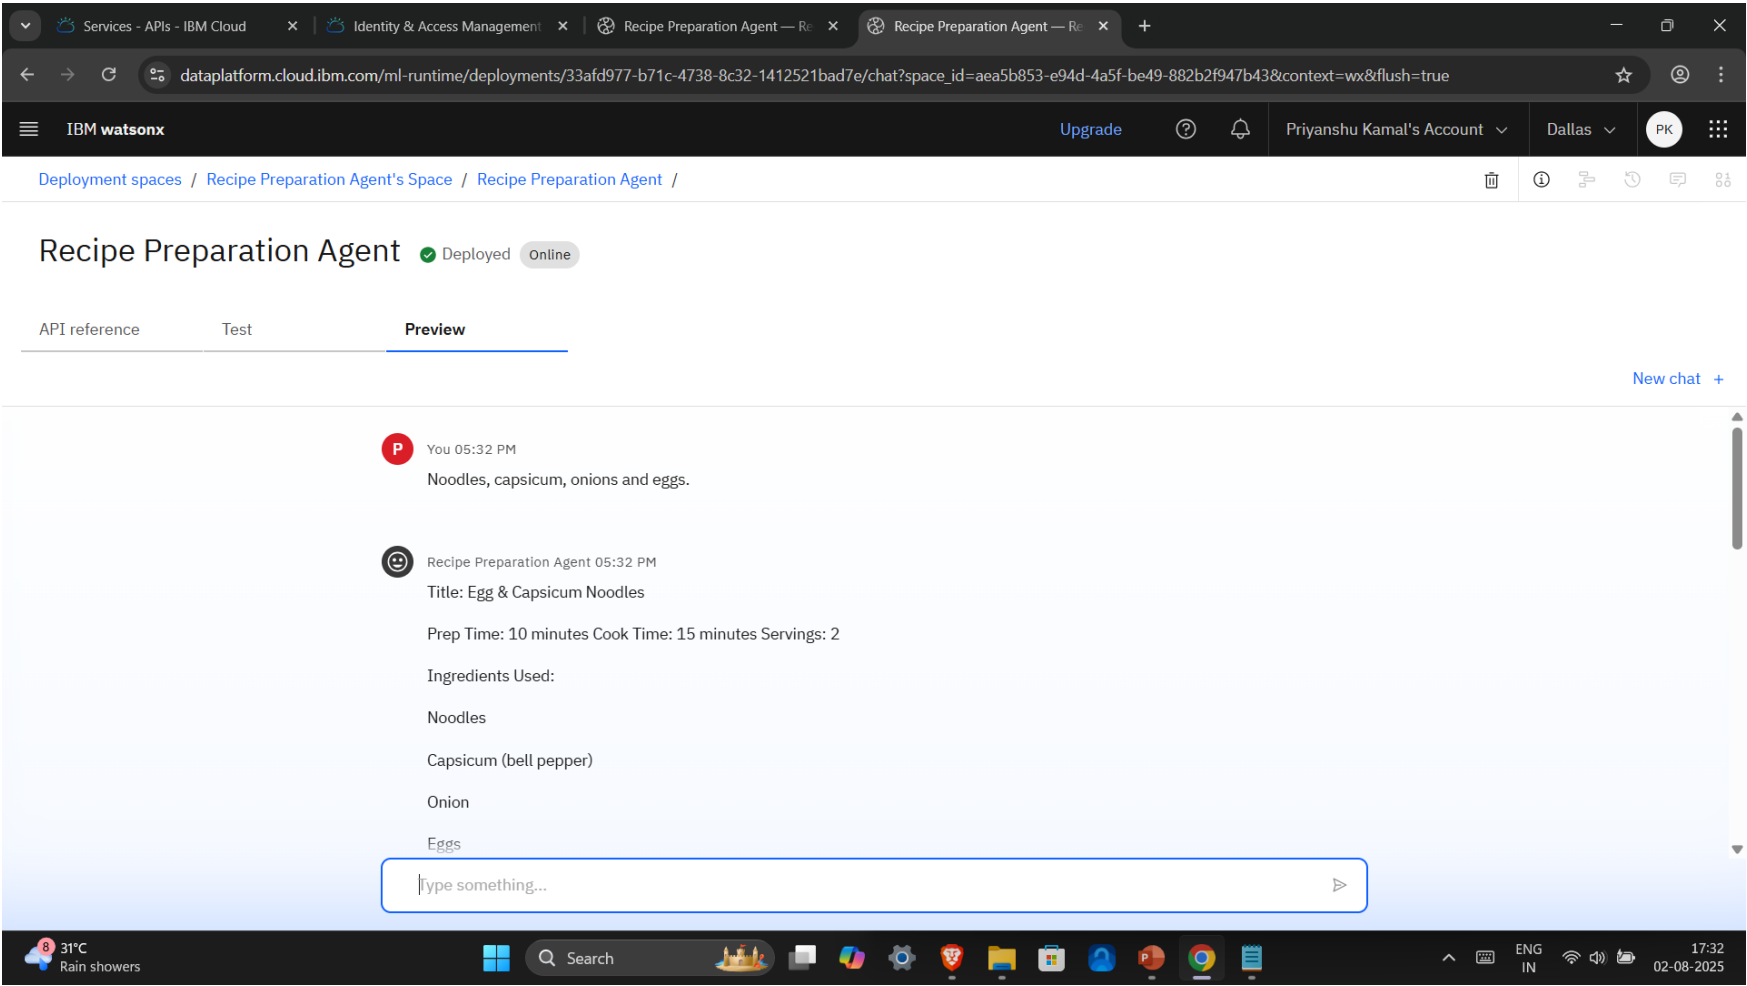 Services - APIs - IBM Cloud
Identity & Access Management
Recipe Preparation Agent — Re
Recipe Preparation Agent — Re
dataplatform.cloud.ibm.com/ml-runtime/deployments/33afd977-b71c-4738-8c32-1412521bad7e/chat?space_id=aea5b853-e94d-4a5f-be49-882b2f947b43&context=wx&flush=true
IBM watsonx
Upgrade
Priyanshu Kamal's Account
Dallas
PK
Deployment spaces / Recipe Preparation Agent's Space / Recipe Preparation Agent /
Recipe Preparation Agent
Deployed
Online
API reference
Test
Preview
New chat +
P
You 05:32 PM
Noodles, capsicum, onions and eggs.
Recipe Preparation Agent 05:32 PM
Title: Egg & Capsicum Noodles
Prep Time: 10 minutes Cook Time: 15 minutes Servings: 2
Ingredients Used:
Noodles
Capsicum (bell pepper)
Onion
Eggs
Type something...
8
31°C
Rain showers
Search
P
ENG
IN
17:32
02-08-2025